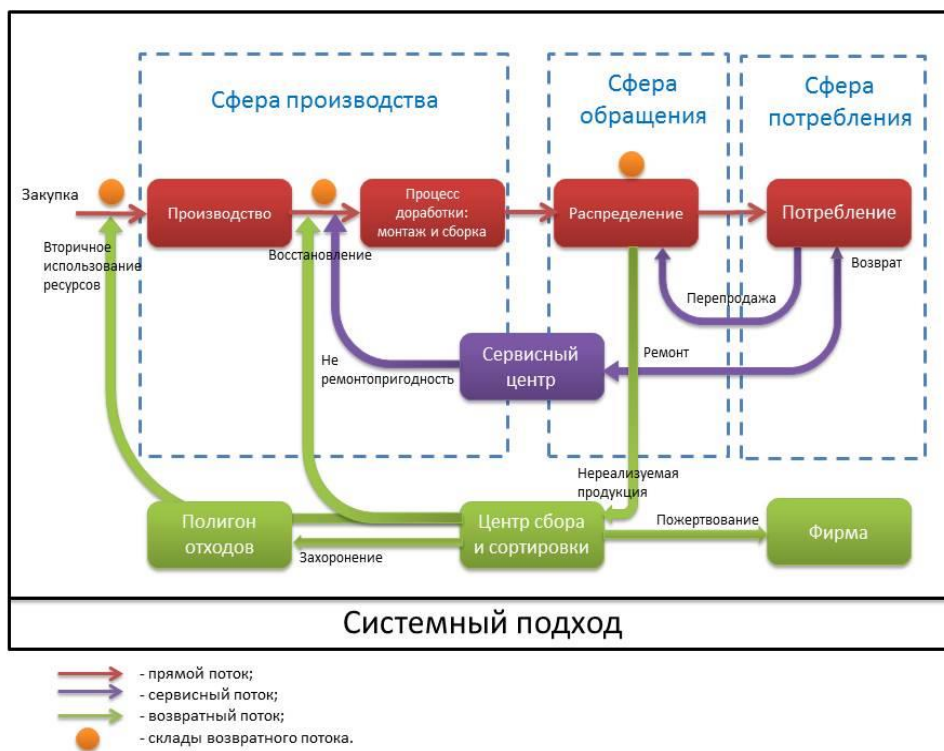 Сфера производства
Сфера
обращения
Сфера
потребления
Закупка
Производство
Процесс
доработки:
монтаж и сборка
Распределение
Потребление
Вторичное
использование
ресурсов
Восстановление
Возврат
Перепродажа
Не
ремонтопригодность
Сервисный
центр
Ремонт
Нереализуемая
продукция
Полигон
отходов
Захоронение
Центр сбора
и сортировки
Пожертвование
Фирма
Системный подход
- прямой поток;
- сервисный поток;
- возвратный поток;
- склады возвратного потока.